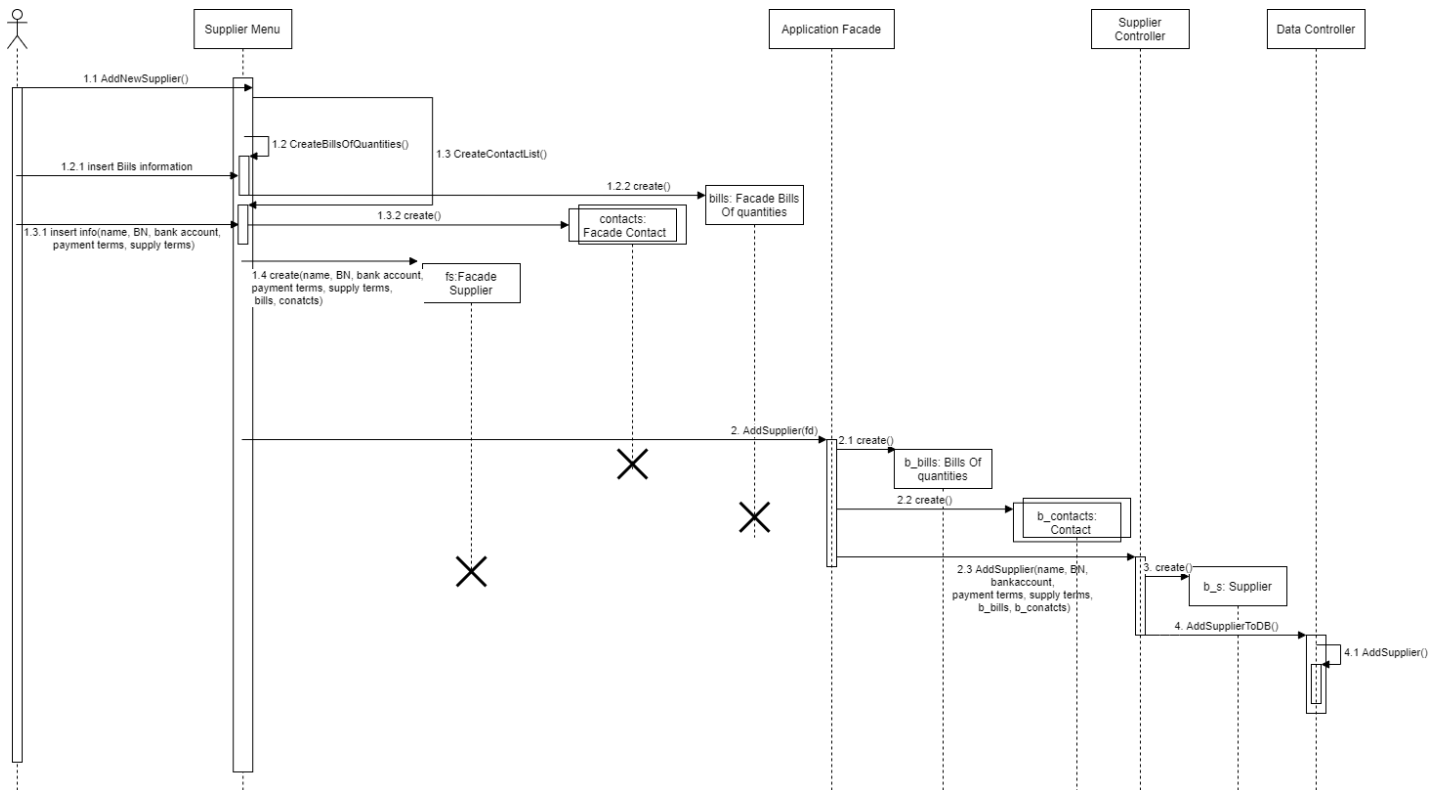 Supplier Menu
Application Facade
Supplier
Controller
Data Controller
1.1 AddNewSupplier()
1.2 CreateBillsOfQuantities()
1.3 CreateContactList()
1.2.1 insert Biils information
1.2.2 create()
bills: Facade Bills
Of quantities
1.3.2 create()
contacts:
Facade Contact
1.3.1 insert info(name, BN, bank account,
payment terms, supply terms)
1.4 create(name, BN, bank account,
payment terms, supply terms,
bills, conatcts)
fs:Facade
Supplier
2. AddSupplier(fd)
2.1 create()
b_bills: Bills Of
quantities
2.2 create()
b_contacts:
Contact
2.3 AddSupplier(name, BN,
bankaccount,
payment terms, supply terms,
b_bills, b_conatcts)
3. create()
b_s: Supplier
4. AddSupplierToDB()
4.1 AddSupplier()